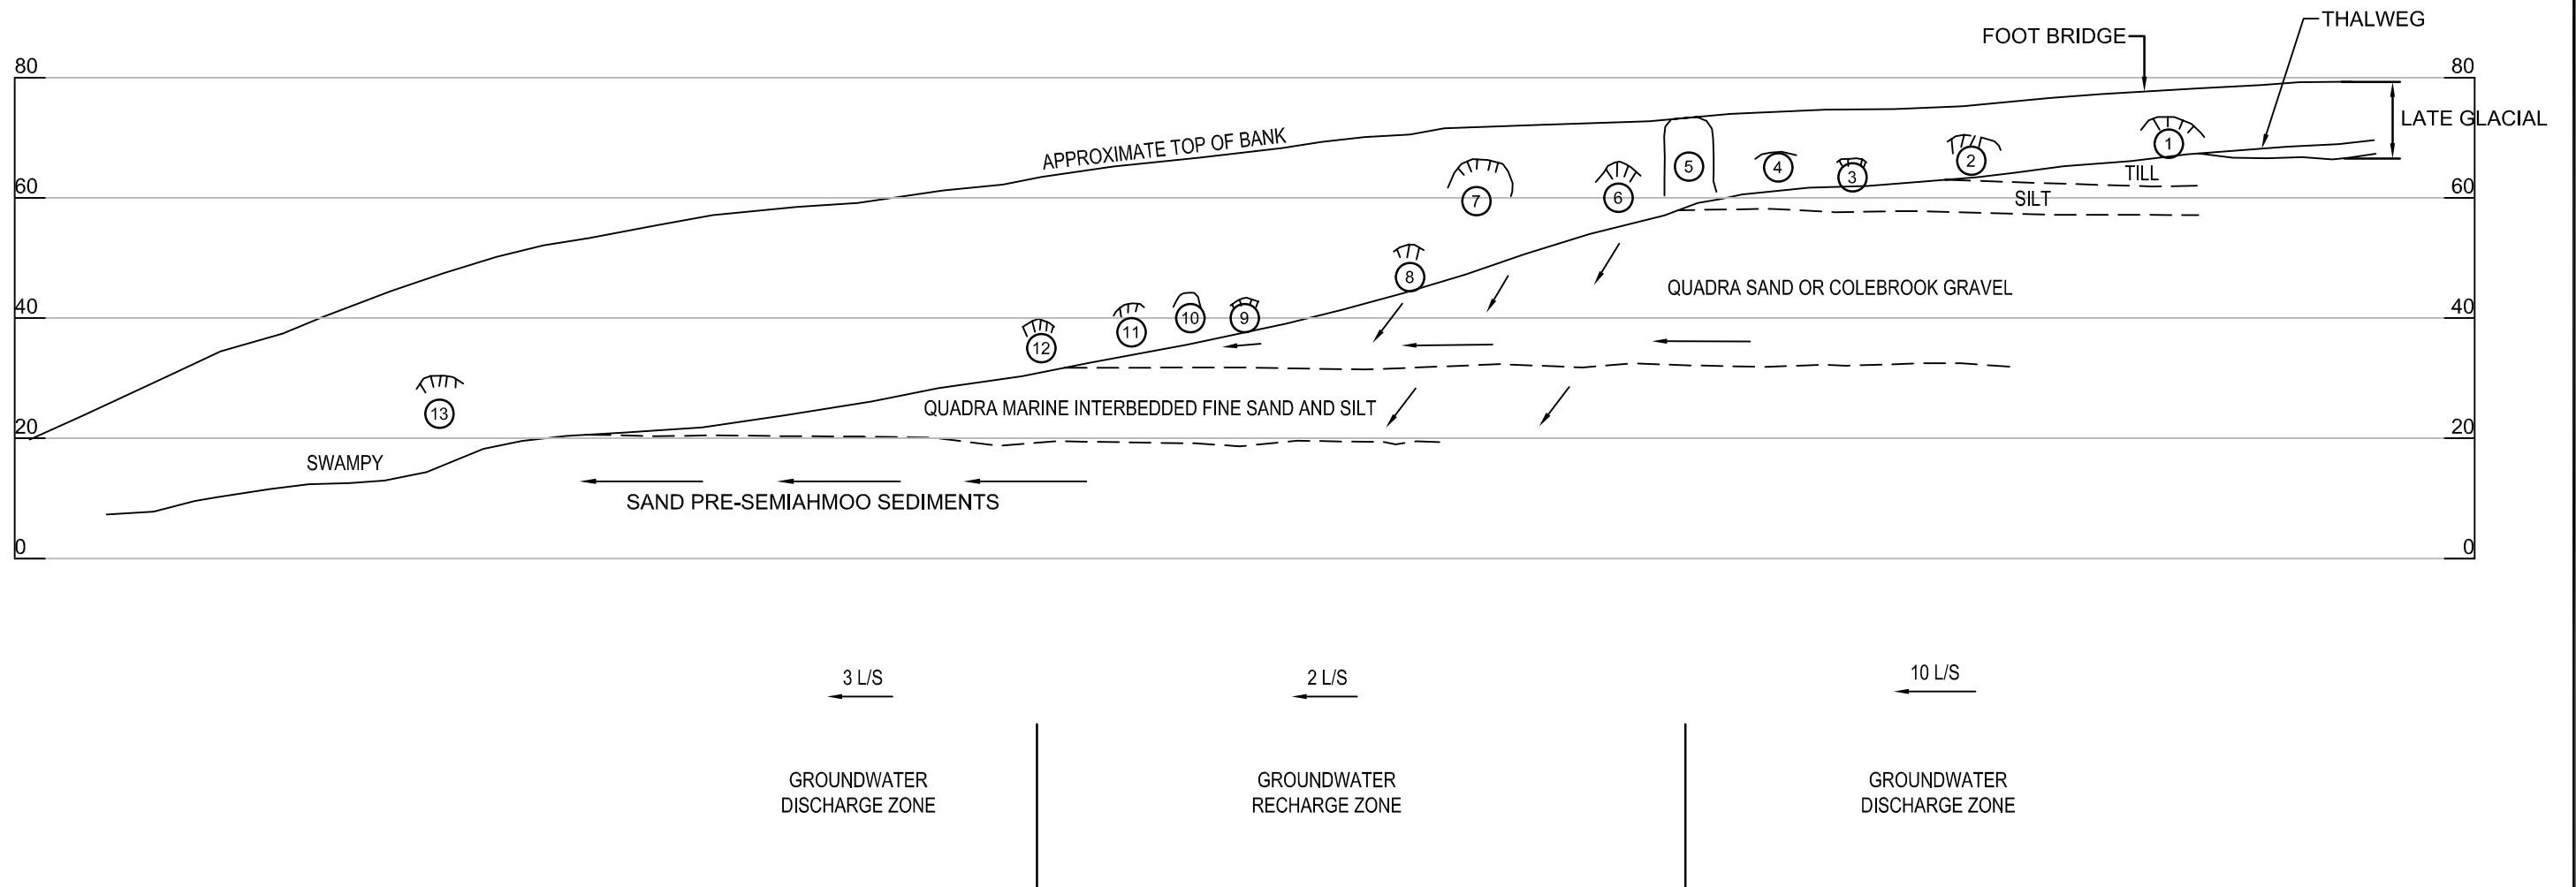 THALWEG
FOOT BRIDGE
80
80
LATE GLACIAL
APPROXIMATE TOP OF BANK
1
2
3
4
5
6
7
TILL
60
60
SILT
8
QUADRA SAND OR COLEBROOK GRAVEL
40
40
9
10
11
12
13
QUADRA MARINE INTERBEDDED FINE SAND AND SILT
20
20
SWAMPY
SAND PRE-SEMIAHMOO SEDIMENTS
0
0
3 L/S
2 L/S
10 L/S
GROUNDWATER
DISCHARGE ZONE
GROUNDWATER
RECHARGE ZONE
GROUNDWATER
DISCHARGE ZONE